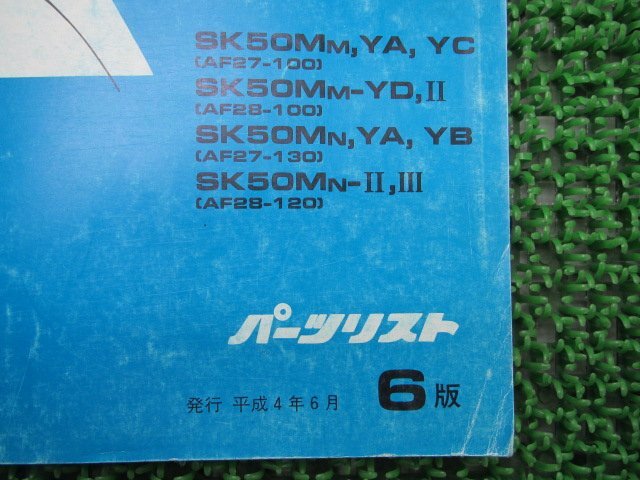 SK50MM, YA, YC
(AF27-100)
SK50MM-YD, II
(AF28-100)
SK50MN, YA, YB
(AF27-130)
SK50MN-II, III
(AF28-120)
パーツリスト
発行 平成4年6月 6版